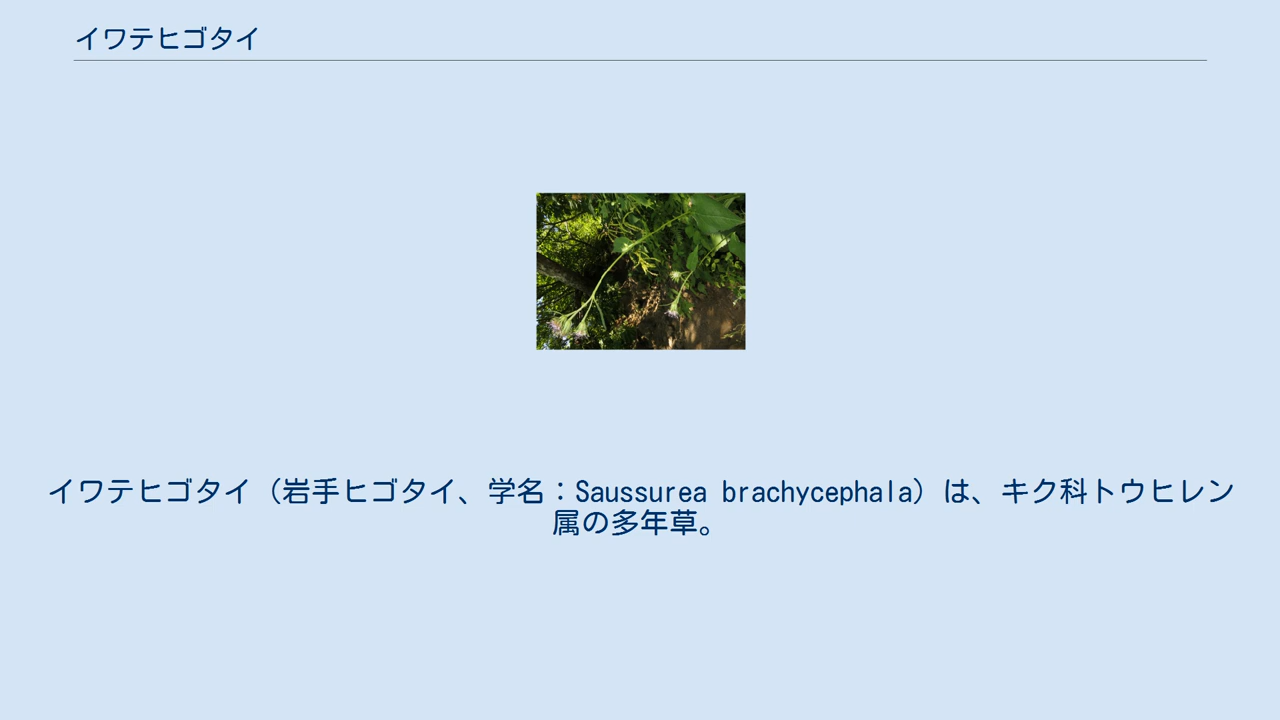 イワテヒゴタイ
イワテヒゴタイ（岩手ヒゴタイ、学名：Saussurea brachycephala）は、キク科トウヒレン
属の多年草。